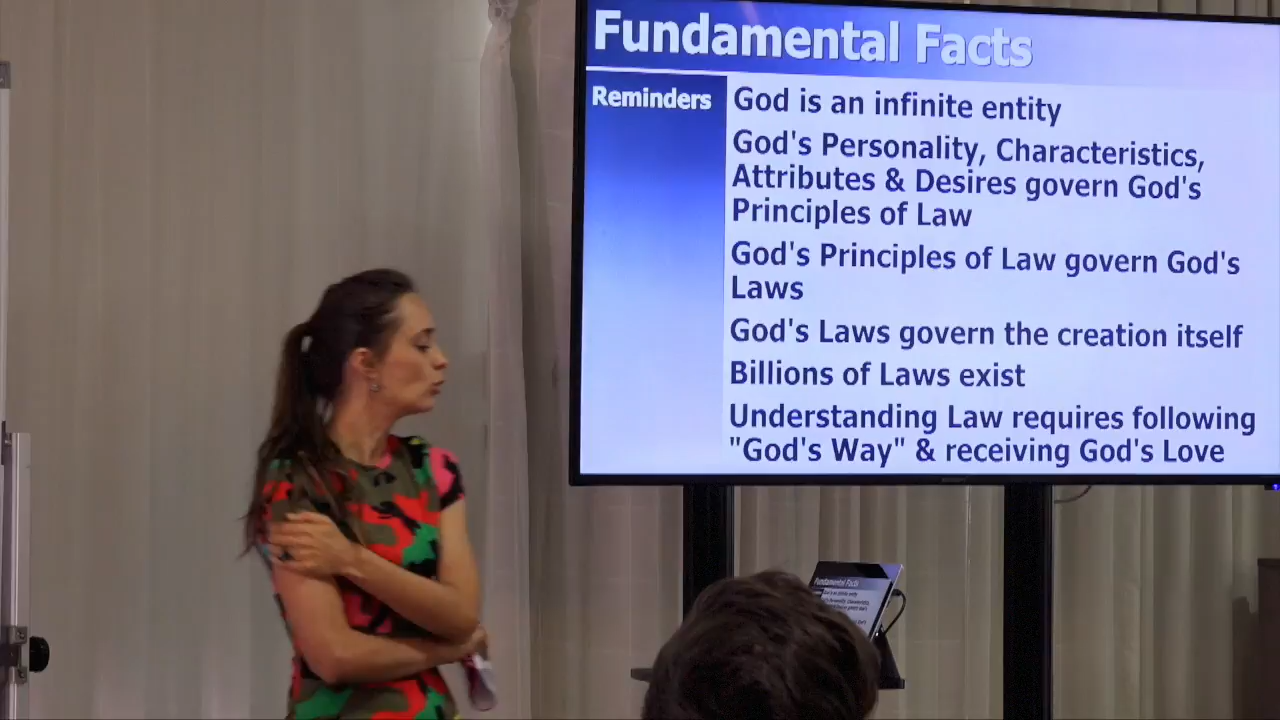 Fundamental Facts
Reminders
God is an infinite entity
God's Personality, Characteristics,
Attributes & Desires govern God's
Principles of Law
God's Principles of Law govern God's
Laws
God's Laws govern the creation itself
Billions of Laws exist
Understanding Law requires following
"God's Way" & receiving God's Love
Fundamental Facts